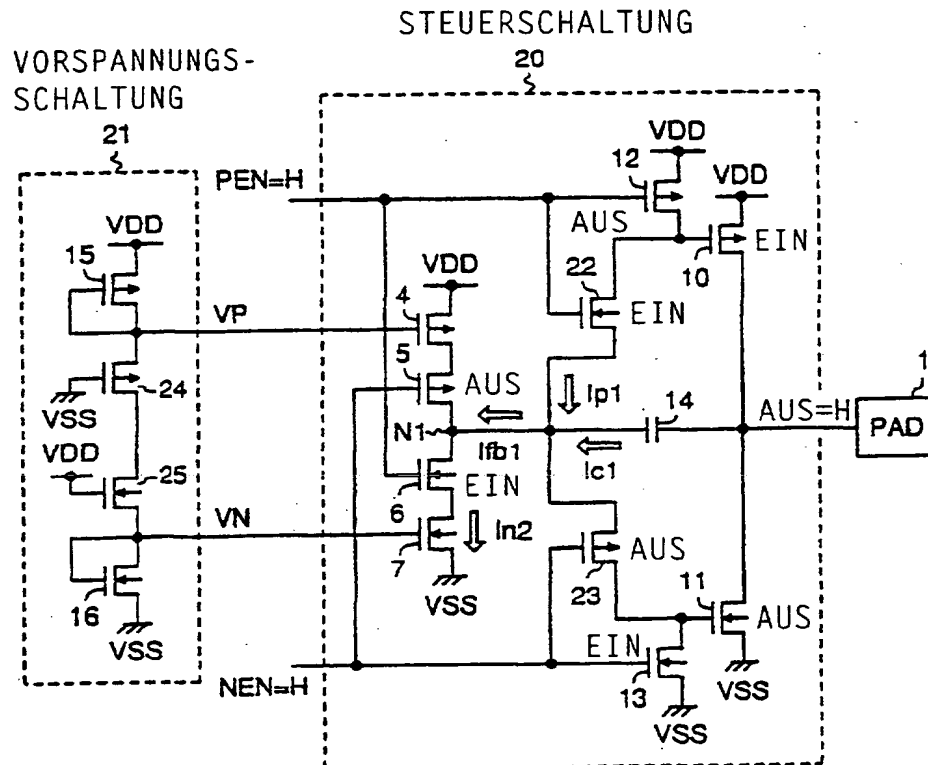 STEUERSCHALTUNG
20
VORSPANNUNGS-
SCHALTUNG
21
PEN=H
VDD
12
VDD
AUS
EIN
10
22
EIN
VDD
15
VP
VDD
4
5
AUS
24
VSS
Ip1
14
AUS=H
1
PAD
N1
Ifb1
Ic1
VDD
25
6
EIN
VN
In2
7
VSS
AUS
23
11
AUS
VSS
16
VSS
EIN
13
VSS
NEN=H